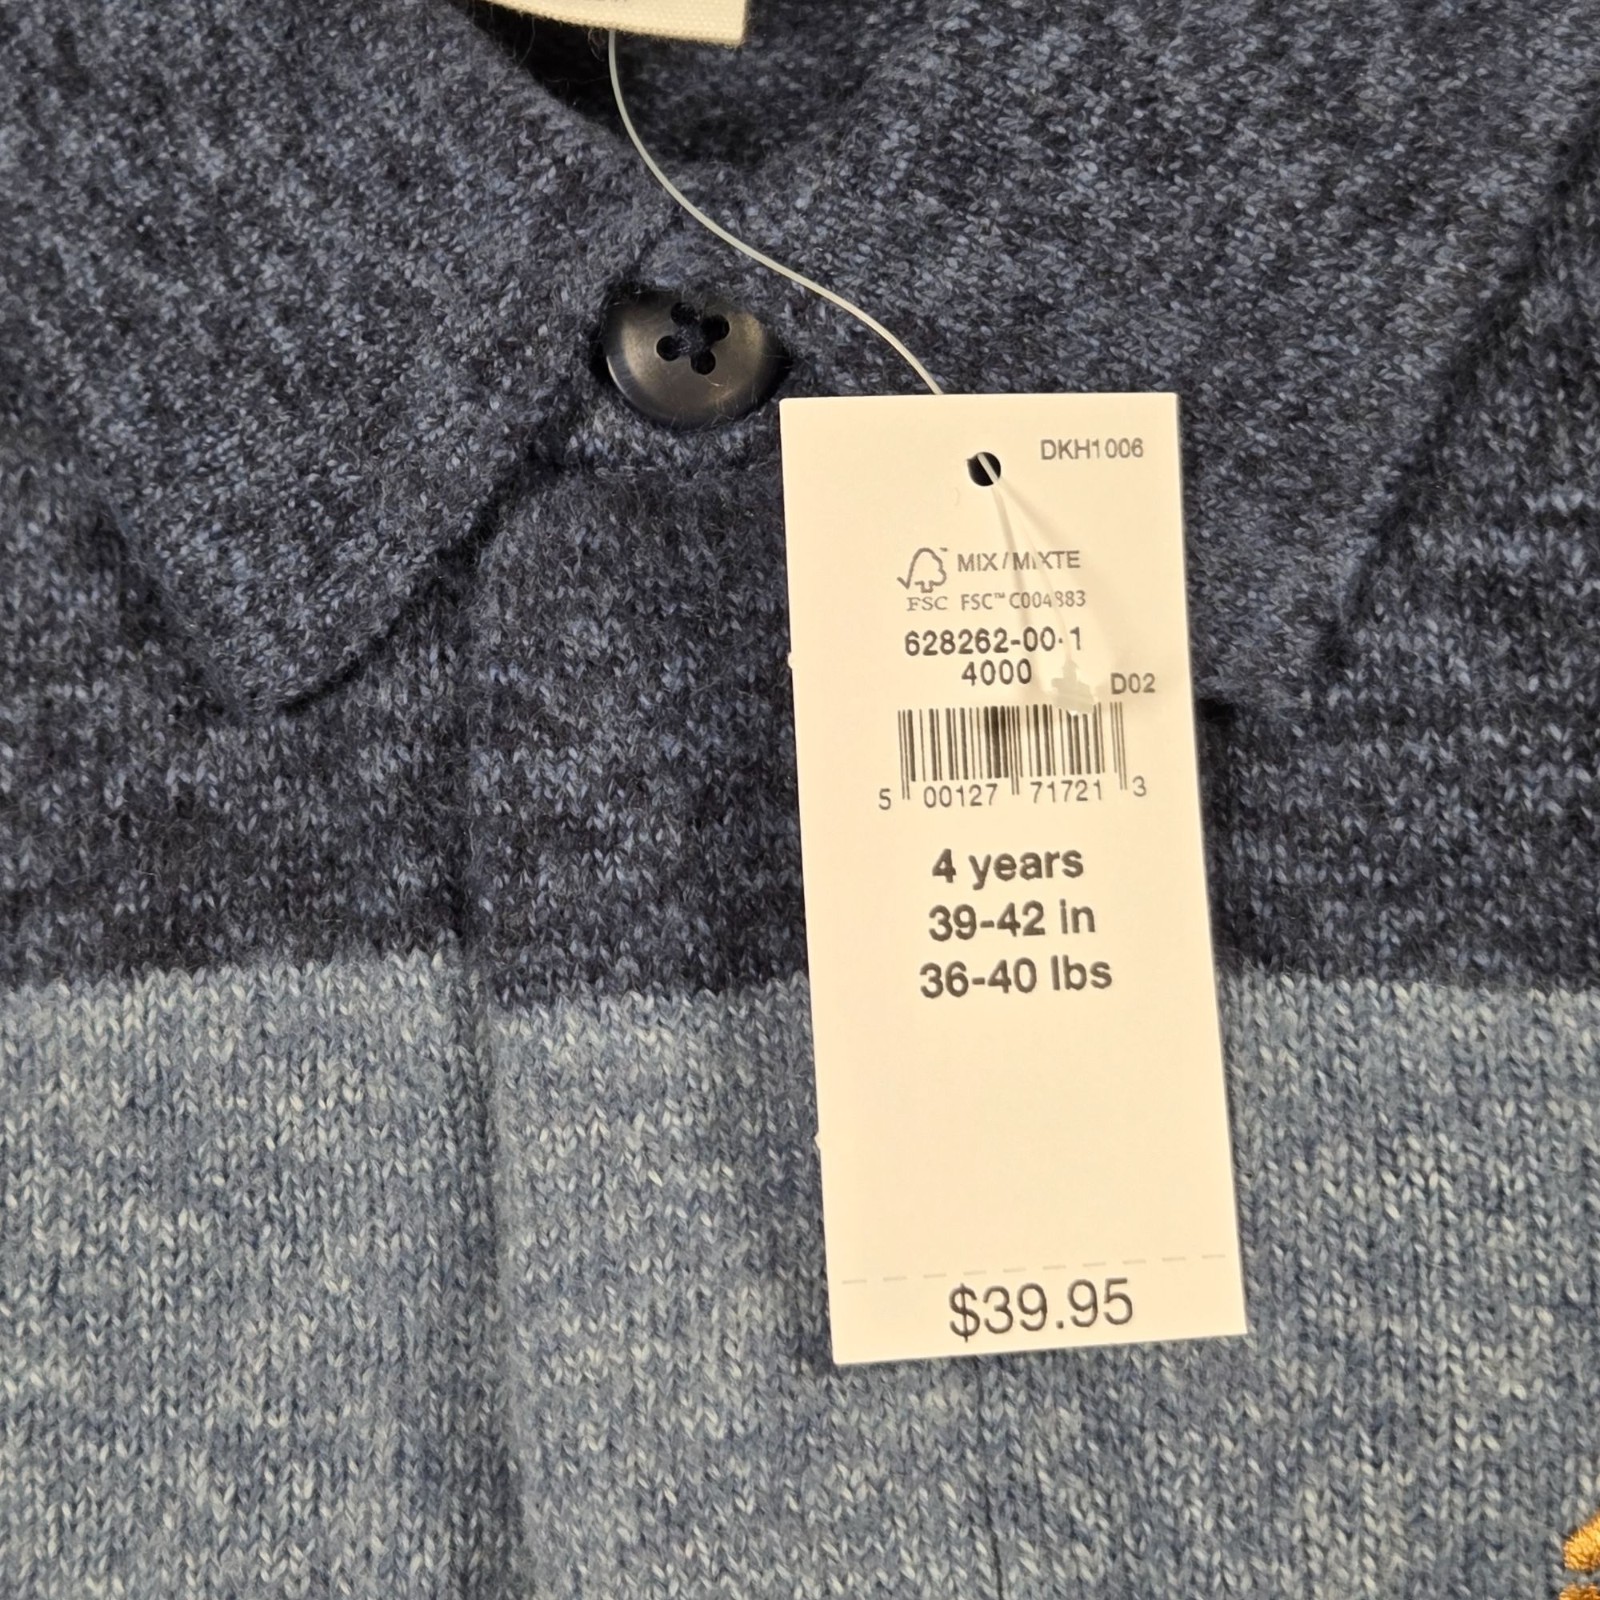 DKH1006
MIX/MIXTE
FSC FSC™ C004883
628262-00-1
4000
D02
5 00127 71721 3
4 years
39-42 in
36-40 lbs
$39.95